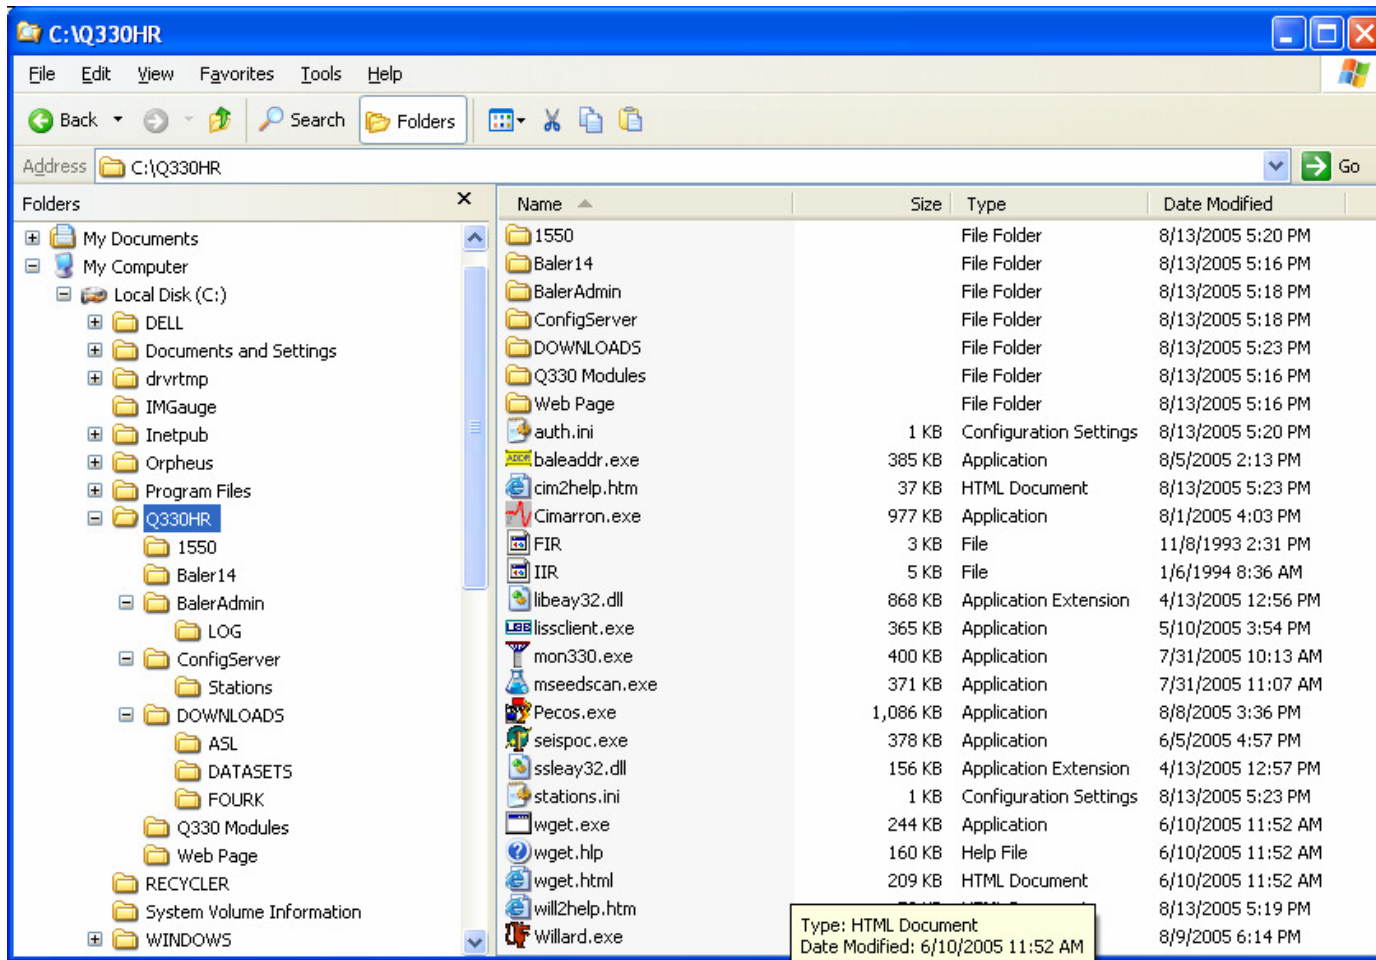 C:\Q330HR
File Edit View Favorites Tools Help
Back Search Folders
Address C:\Q330HR Go
Folders
My Documents
My Computer
Local Disk (C:)
DELL
Documents and Settings
drvrtmp
IMGauge
Inetpub
Orpheus
Program Files
Q330HR
1550
Baler14
BalerAdmin
LOG
ConfigServer
Stations
DOWNLOADS
ASL
DATASETS
FOURK
Q330 Modules
Web Page
RECYCLER
System Volume Information
WINDOWS
Name Size Type Date Modified
1550 File Folder 8/13/2005 5:20 PM
Baler14 File Folder 8/13/2005 5:16 PM
BalerAdmin File Folder 8/13/2005 5:18 PM
ConfigServer File Folder 8/13/2005 5:18 PM
DOWNLOADS File Folder 8/13/2005 5:23 PM
Q330 Modules File Folder 8/13/2005 5:16 PM
Web Page File Folder 8/13/2005 5:16 PM
auth.ini 1 KB Configuration Settings 8/13/2005 5:20 PM
ADDR baleaddr.exe 385 KB Application 8/5/2005 2:13 PM
cim2help.htm 37 KB HTML Document 8/13/2005 5:23 PM
Cimarron.exe 977 KB Application 8/1/2005 4:03 PM
FIR 3 KB File 11/8/1993 2:31 PM
IIR 5 KB File 1/6/1994 8:36 AM
libeay32.dll 868 KB Application Extension 4/13/2005 12:56 PM
lissclient.exe 365 KB Application 5/10/2005 3:54 PM
mon330.exe 400 KB Application 7/31/2005 10:13 AM
mseedscan.exe 371 KB Application 7/31/2005 11:07 AM
Pecos.exe 1,086 KB Application 8/8/2005 3:36 PM
seispoc.exe 378 KB Application 6/5/2005 4:57 PM
ssleay32.dll 156 KB Application Extension 4/13/2005 12:57 PM
stations.ini 1 KB Configuration Settings 8/13/2005 5:23 PM
wget.exe 244 KB Application 6/10/2005 11:52 AM
wget.hlp 160 KB Help File 6/10/2005 11:52 AM
wget.html 209 KB HTML Document 6/10/2005 11:52 AM
will2help.htm 8/13/2005 5:19 PM
Willard.exe 8/9/2005 6:14 PM
Type: HTML Document
Date Modified: 6/10/2005 11:52 AM